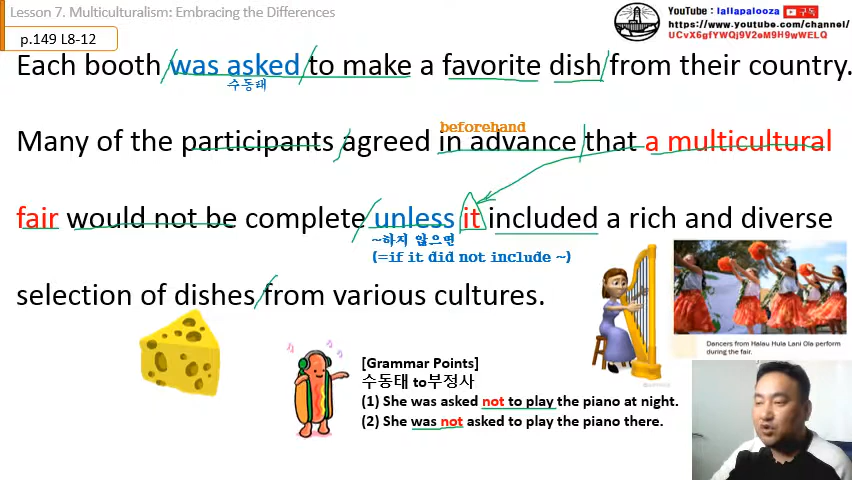 Lesson 7. Multiculturalism: Embracing the Differences
YouTube : lallapalooza 구독
https://www.youtube.com/channel/
UCvX6gfYWQj9V2eM9H9wWELQ
p.149 L8-12
Each booth was asked to make a favorite dish from their country.
수동태
beforehand
Many of the participants agreed in advance that a multicultural
fair would not be complete unless it included a rich and diverse
~하지 않으면
(=if it did not include ~)
selection of dishes from various cultures.
Dancers from Halau Hula Lani Ola perform
during the fair.
[Grammar Points]
수동태 to부정사
(1) She was asked not to play the piano at night.
(2) She was not asked to play the piano there.